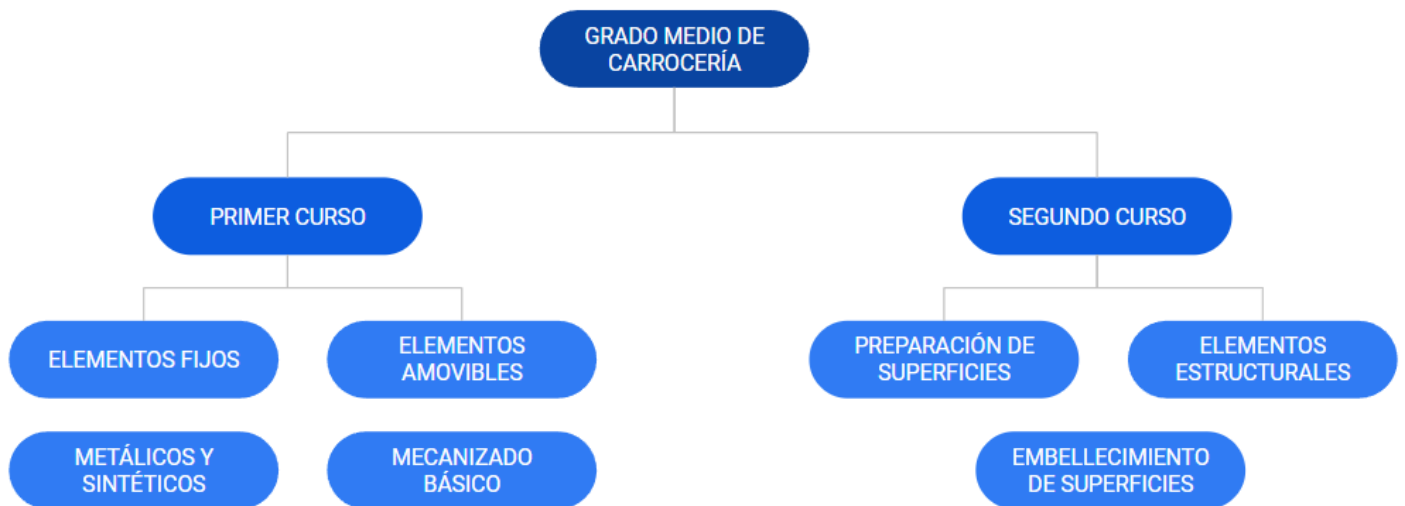 GRADO MEDIO DE
CARROCERÍA
PRIMER CURSO
SEGUNDO CURSO
ELEMENTOS FIJOS
ELEMENTOS
AMOVIBLES
PREPARACIÓN DE
SUPERFICIES
ELEMENTOS
ESTRUCTURALES
METÁLICOS Y
SINTÉTICOS
MECANIZADO
BÁSICO
EMBELLECIMIENTO
DE SUPERFICIES